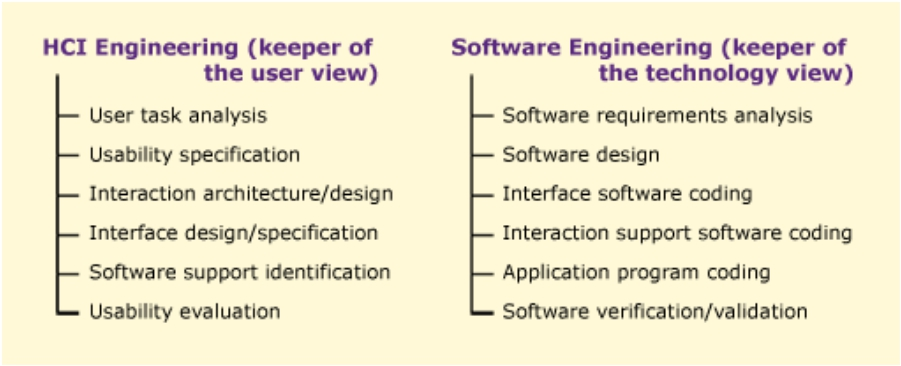 HCI Engineering (keeper of
the user view)
User task analysis
Usability specification
Interaction architecture/design
Interface design/specification
Software support identification
Usability evaluation
Software Engineering (keeper of
the technology view)
Software requirements analysis
Software design
Interface software coding
Interaction support software coding
Application program coding
Software verification/validation